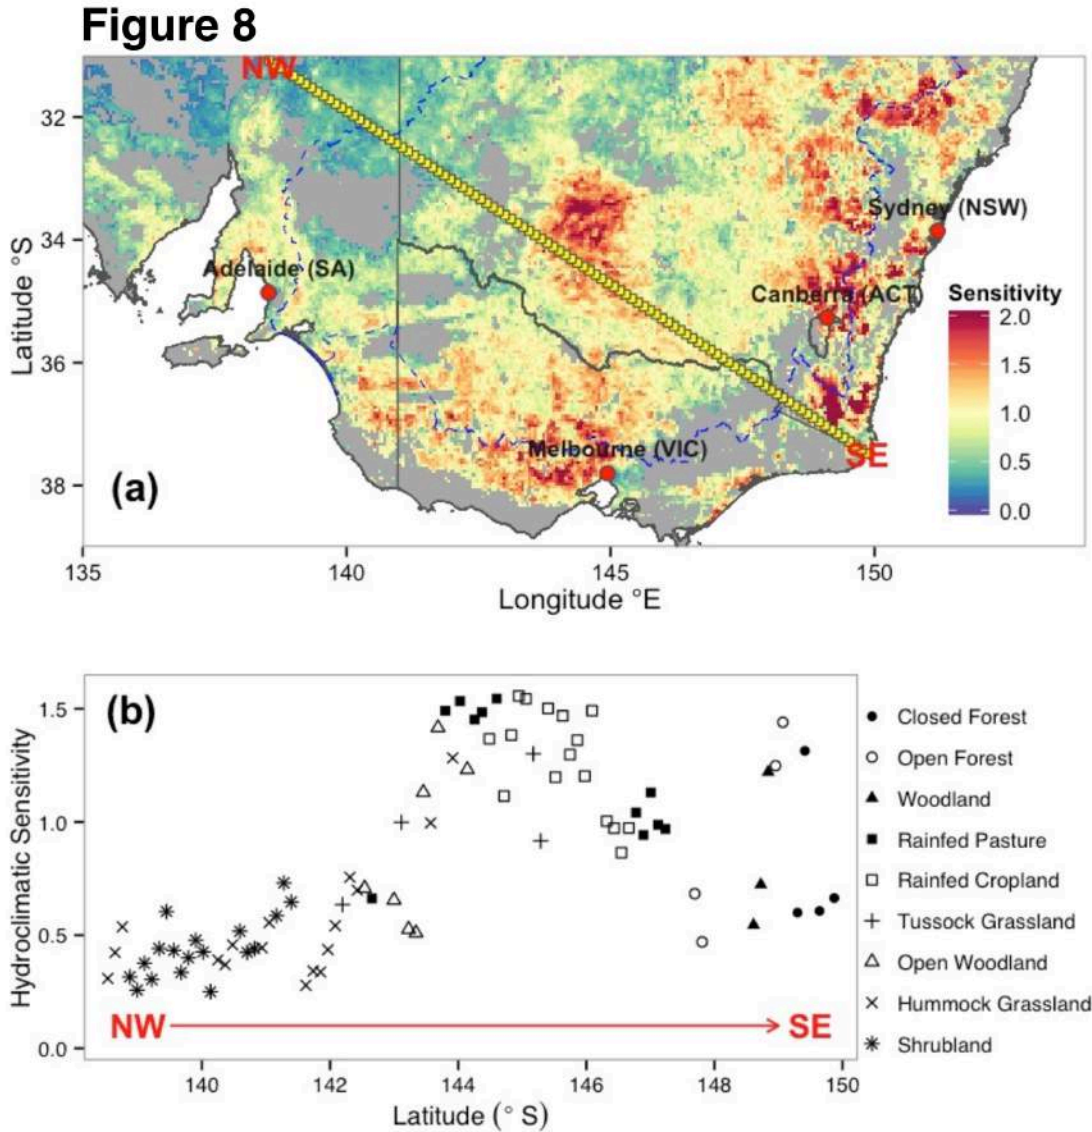 Figure 8
NW
32
34
36
38
Latitude °S
Sydney (NSW)
Adelaide (SA)
Canberra (ACT)
Melbourne (VIC)
SE
(a)
Sensitivity
2.0
1.5
1.0
0.5
0.0
135
140
145
150
Longitude °E
(b)
Hydroclimatic Sensitivity
1.5
1.0
0.5
0.0
NW
SE
140
142
144
146
148
150
Latitude (° S)
Closed Forest
Open Forest
Woodland
Rainfed Pasture
Rainfed Cropland
Tussock Grassland
Open Woodland
Hummock Grassland
Shrubland